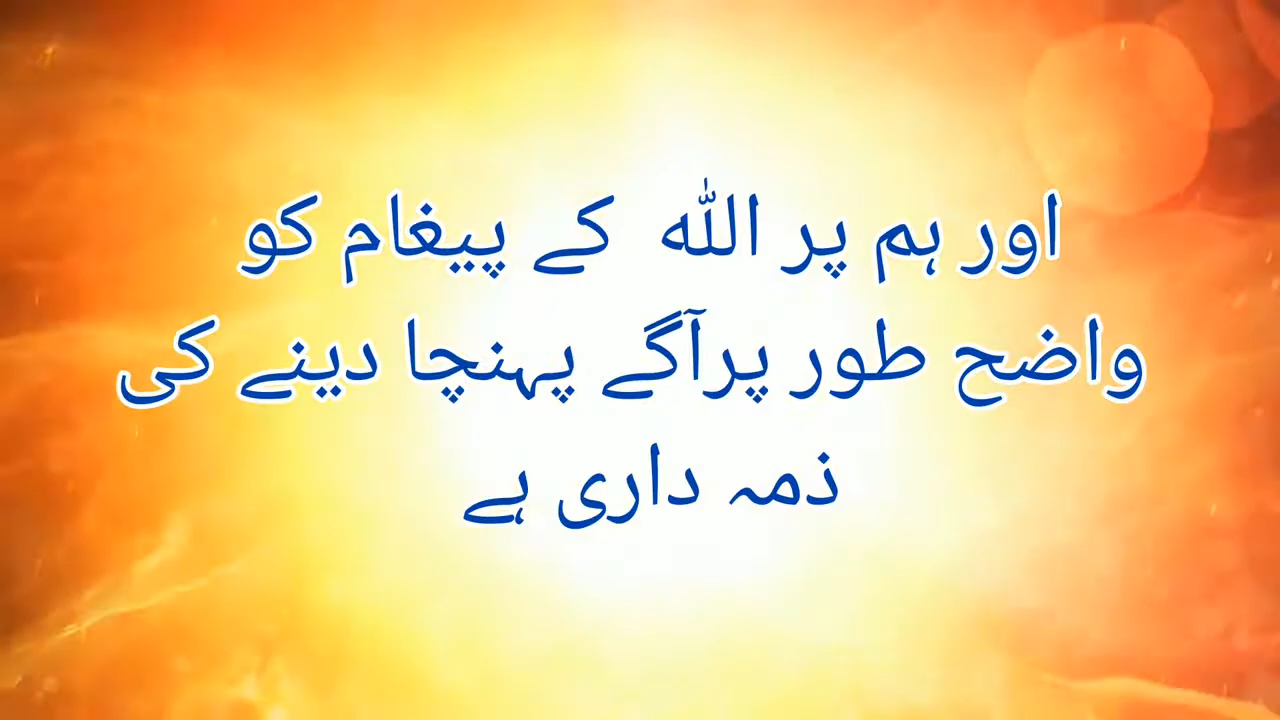 اور ہم پر اللہ کے پیغام کو
واضح طور پرآگے پہنچا دینے کی
ذمہ داری ہے